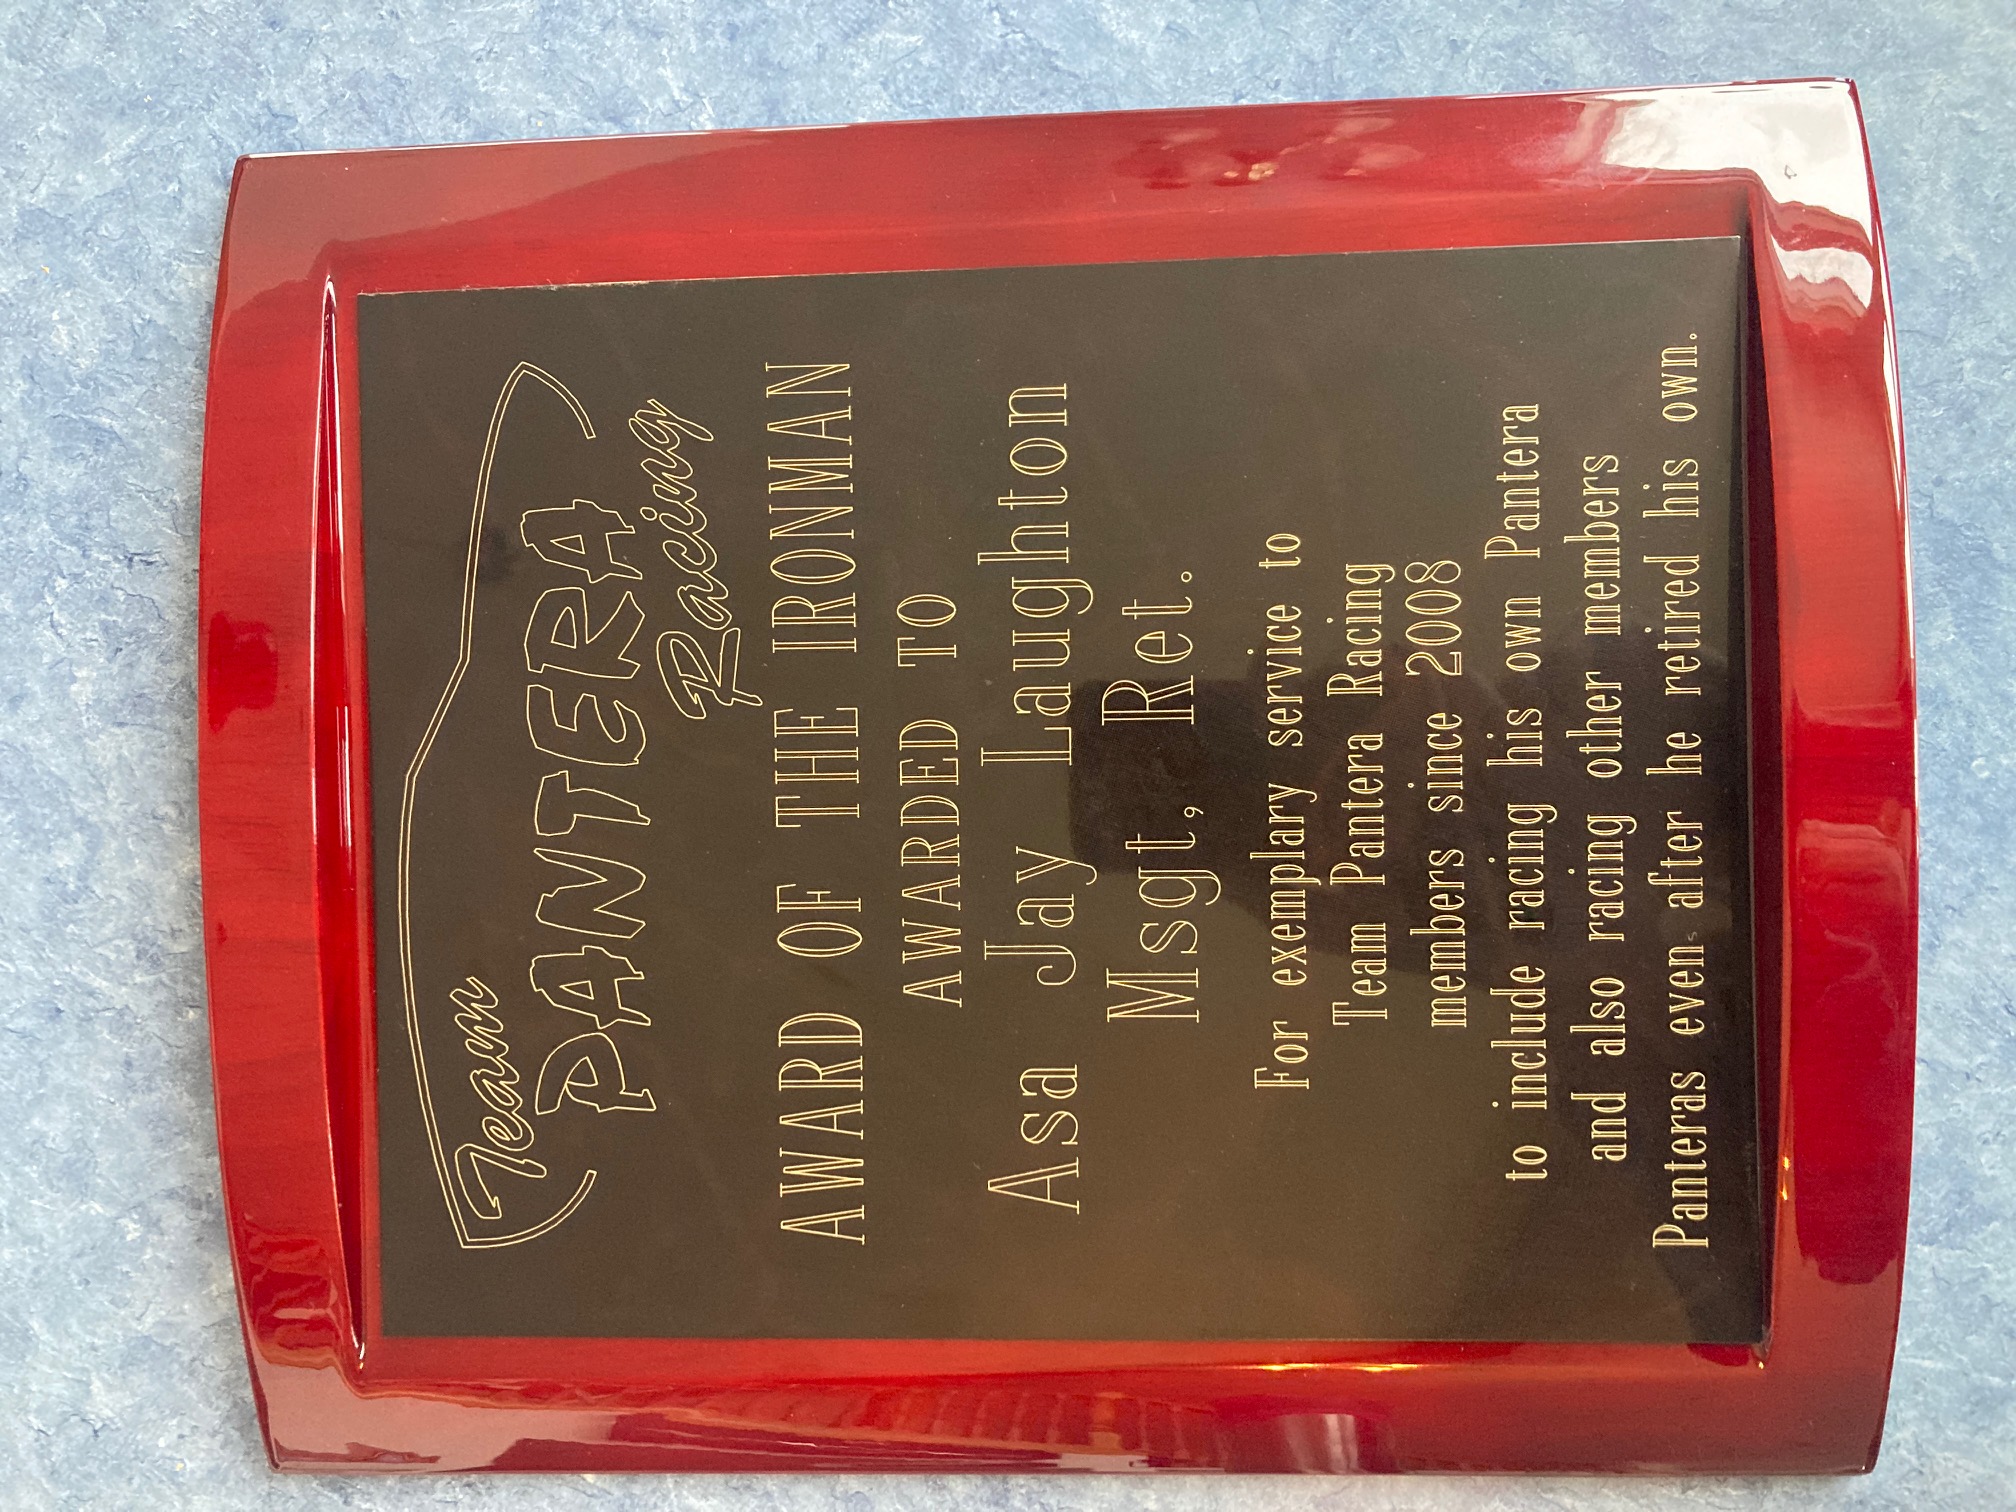 Team
PANTERA
Racing
AWARD OF THE IRONMAN
AWARDED TO
Asa Jay Laughton
Msgt, Ret.
For exemplary service to
Team Pantera Racing
members since 2008
to include racing his own Pantera
and also racing other members
Panteras even after he retired his own.